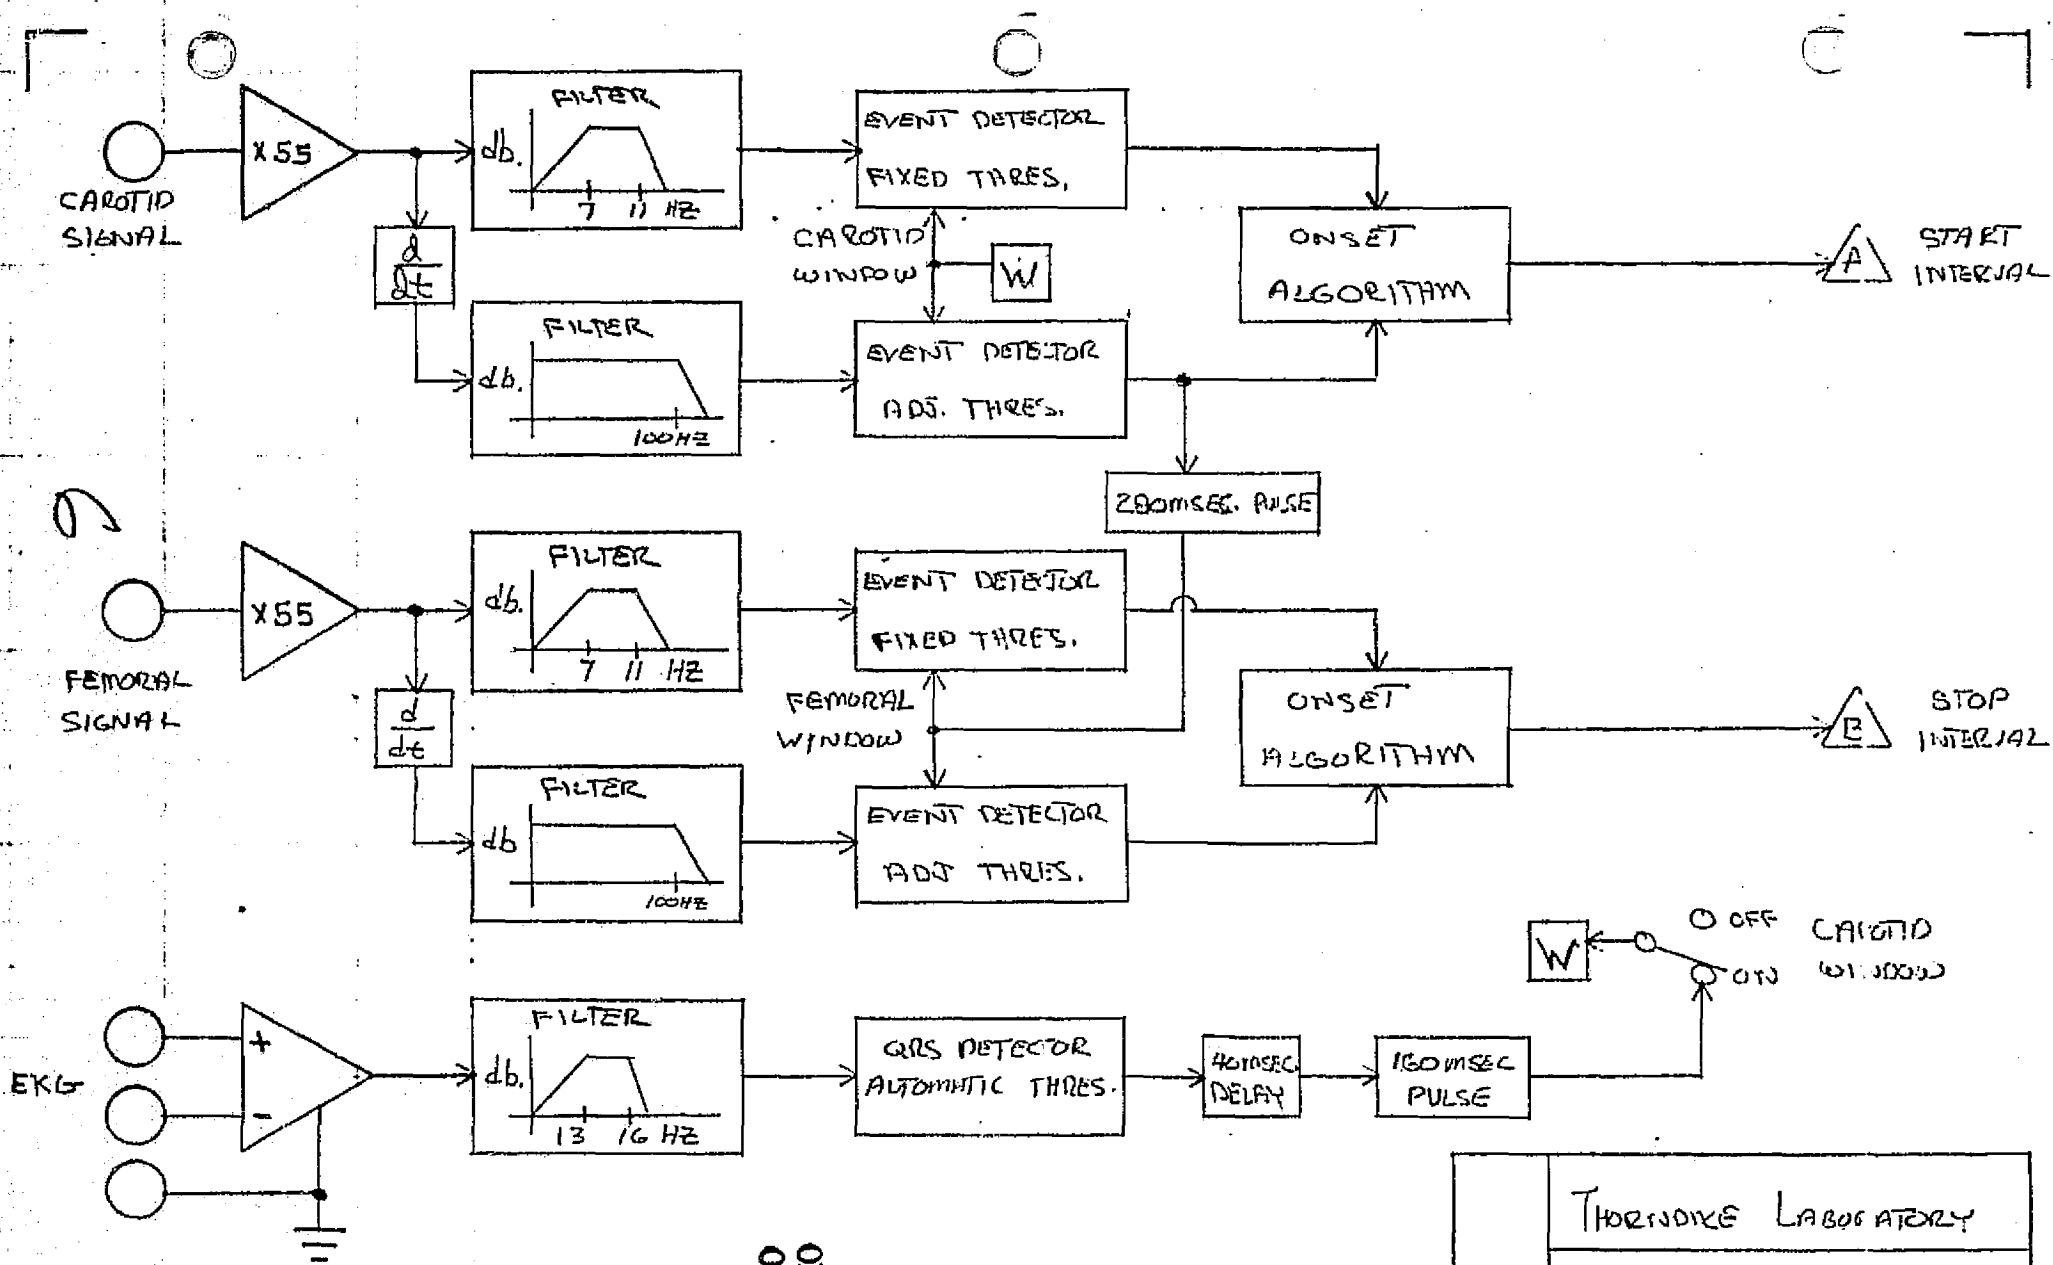 FILTER
db.
7 11 HZ
X55
CAROTID
SIGNAL
d
dt
EVENT DETECTOR
FIXED THRES.
CAROTID
WINDOW
W
ONSET
ALGORITHM
A
START
INTERVAL
FILTER
db.
100HZ
EVENT DETECTOR
ADJ. THRES.
FILTER
db.
7 11 HZ
X55
FEMORAL
SIGNAL
d
dt
EVENT DETECTOR
FIXED THRES.
FEMORAL
WINDOW
ONSET
ALGORITHM
B
STOP
INTERVAL
FILTER
db
100HZ
EVENT DETECTOR
ADJ THRES.
W
OFF
ON
CAROTID
WINDOW
EKG
+
-
FILTER
db.
13 16 HZ
QRS DETECTOR
AUTOMATIC THRES.
40MSEC.
DELAY
PULSE
THORNDIKE LABORATORY